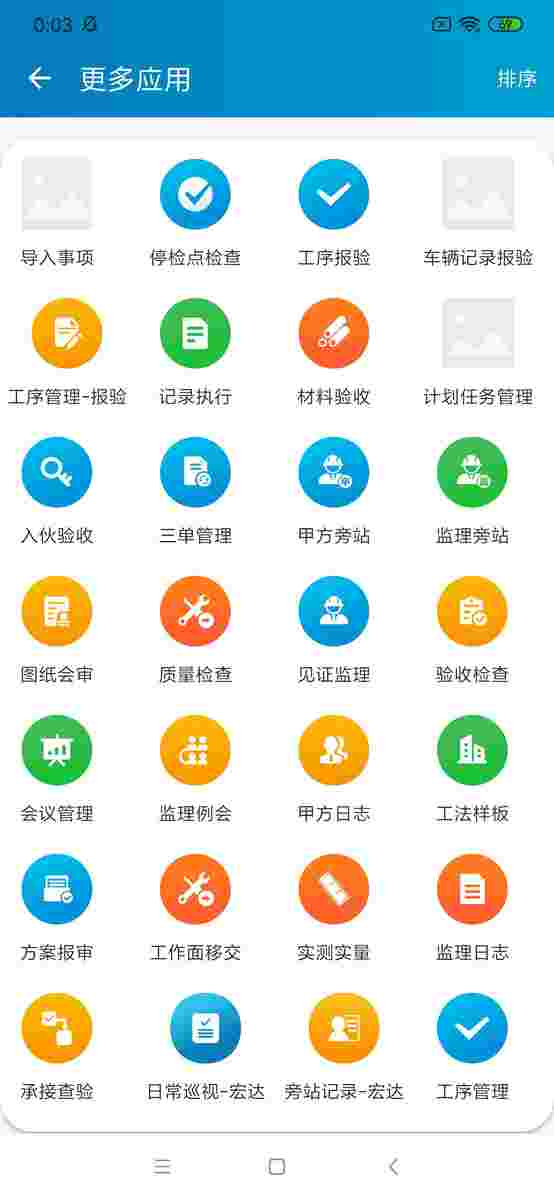 0:03 69
更多应用 排序
导入事项 停检点检查 工序报验 车辆记录报验
工序管理-报验 记录执行 材料验收 计划任务管理
入伙验收 三单管理 甲方旁站 监理旁站
图纸会审 质量检查 见证监理 验收检查
会议管理 监理例会 甲方日志 工法样板
方案报审 工作面移交 实测实量 监理日志
承接查验 日常巡视-宏达 旁站记录-宏达 工序管理